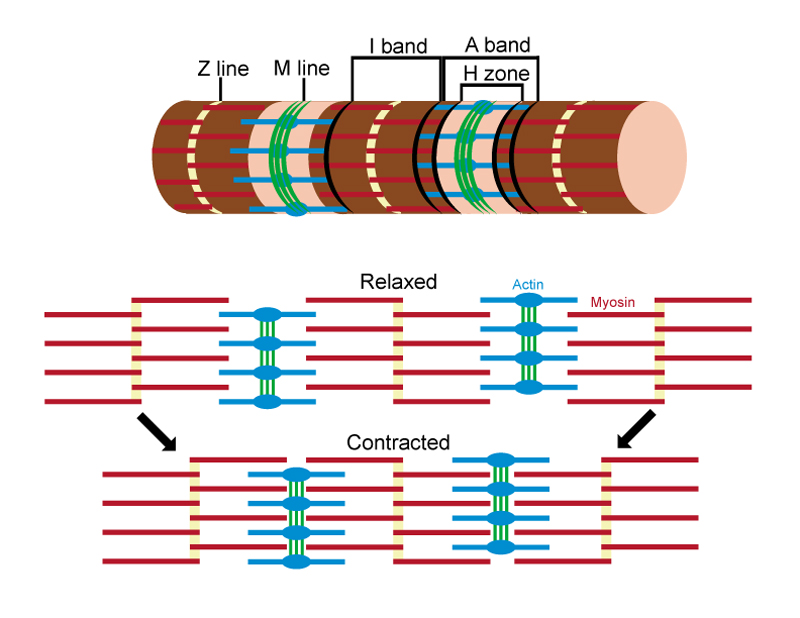 I band
A band
Z line
M line
H zone
Relaxed
Actin
Myosin
Contracted